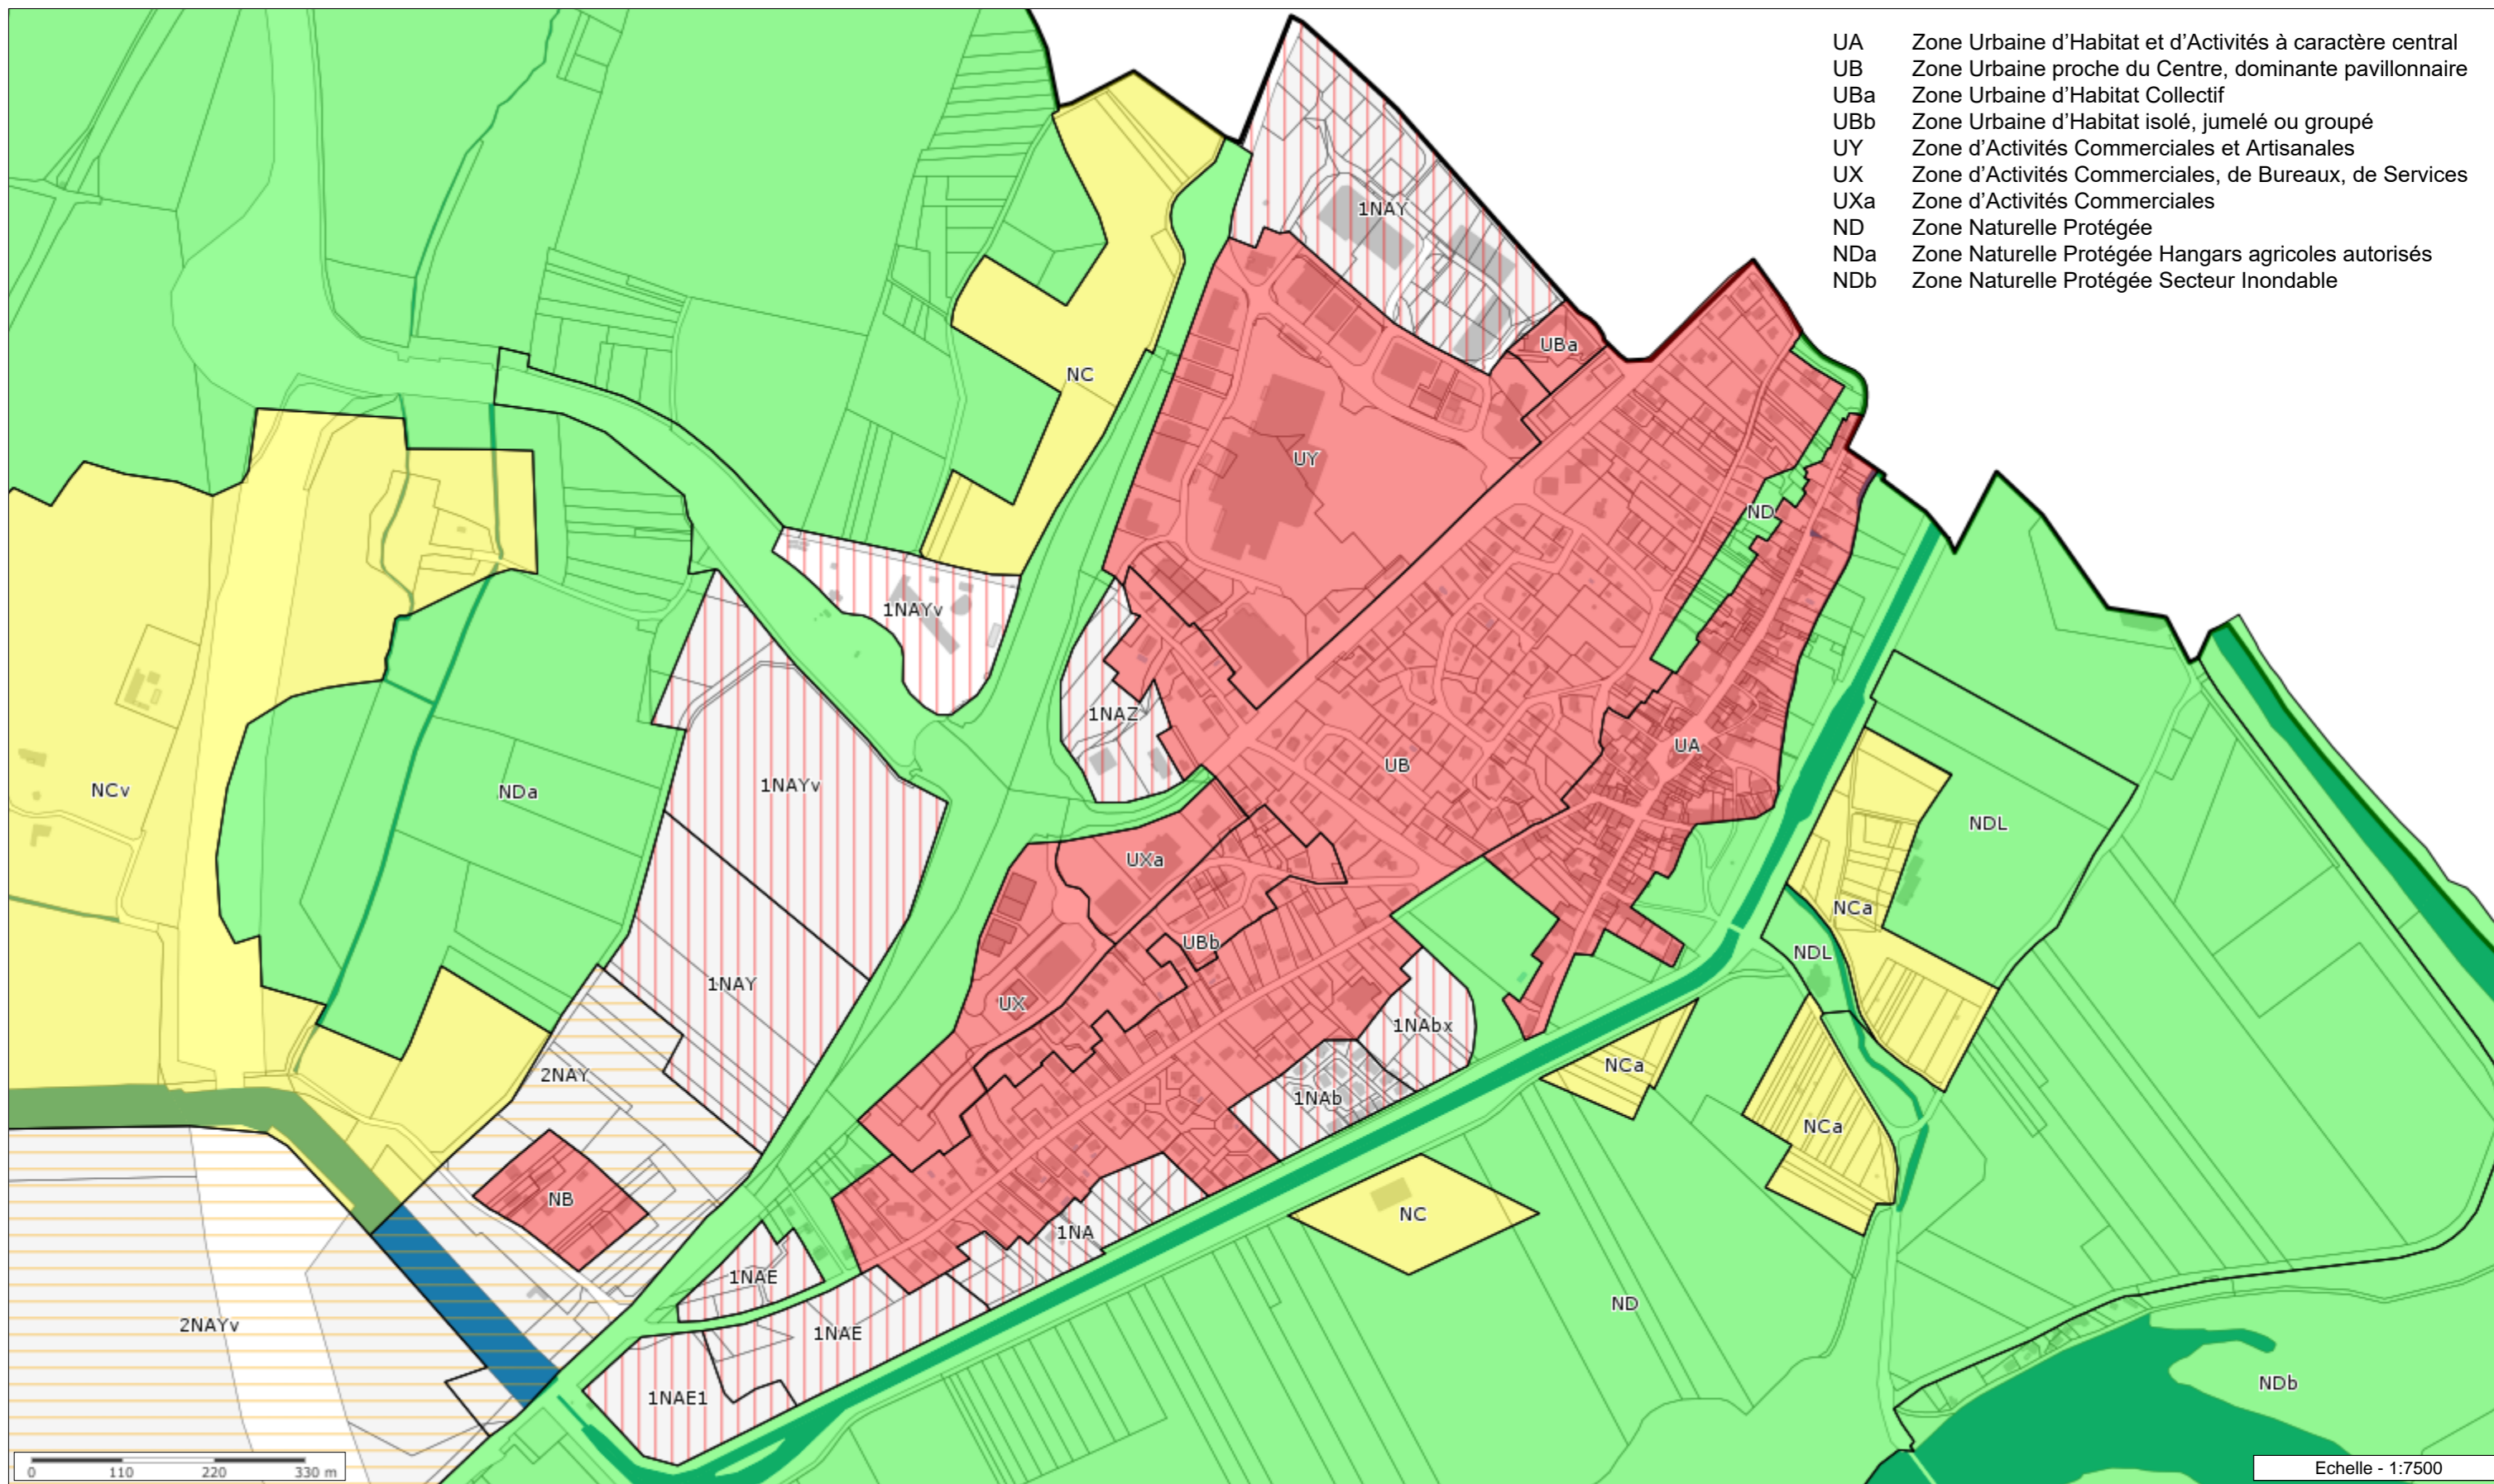 UA Zone Urbaine d'Habitat et d'Activités à caractère central
UB Zone Urbaine proche du Centre, dominante pavillonnaire
UBa Zone Urbaine d'Habitat Collectif
UBb Zone Urbaine d'Habitat isolé, jumelé ou groupé
UY Zone d'Activités Commerciales et Artisanales
UX Zone d'Activités Commerciales, de Bureaux, de Services
UXa Zone d'Activités Commerciales
ND Zone Naturelle Protégée
NDa Zone Naturelle Protégée Hangars agricoles autorisés
NDb Zone Naturelle Protégée Secteur Inondable
1NAY
UBa
NC
UY
ND
1NAYv
1NAZ
UA
UB
1NAYv
NCv
NDa
NDL
UXa
NCa
UBb
NDL
1NAY
UX
1NAbx
NCa
2NAY
1NAb
NCa
NB
NC
1NA
1NAE
ND
2NAYv
1NAE
NDb
1NAE1
0 110 220 330 m
Echelle - 1:7500